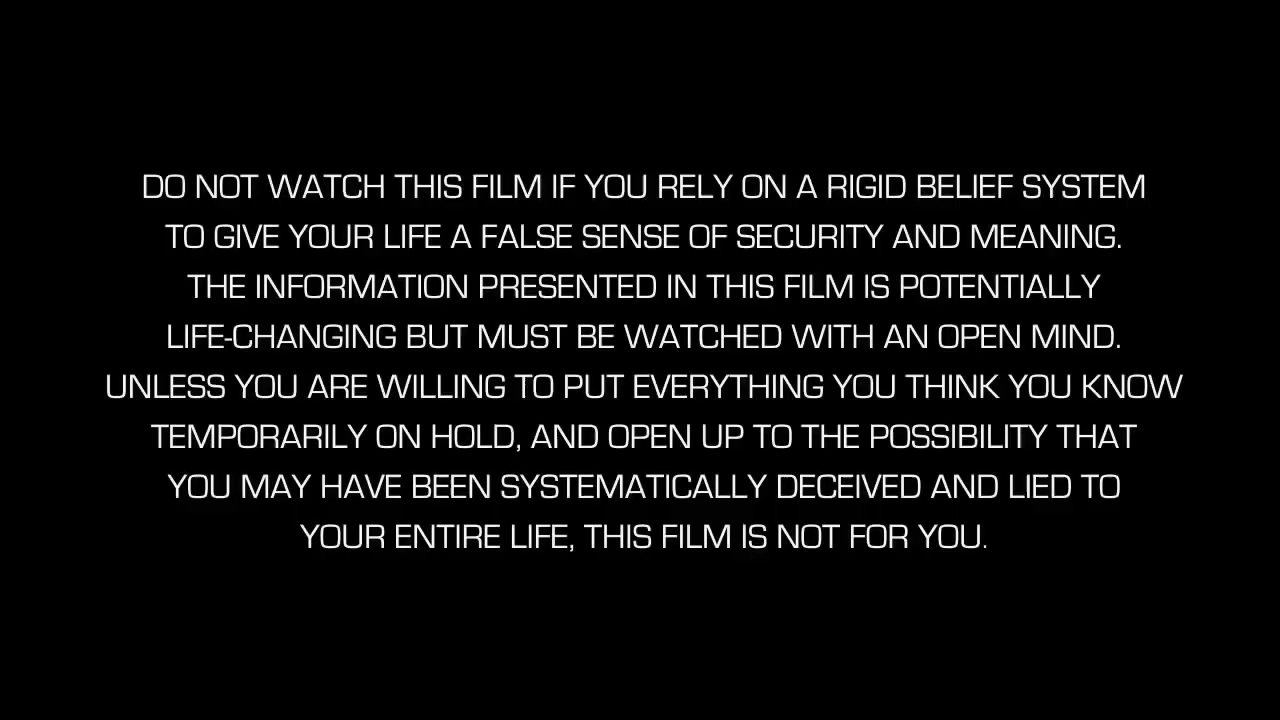 DO NOT WATCH THIS FILM IF YOU RELY ON A RIGID BELIEF SYSTEM
TO GIVE YOUR LIFE A FALSE SENSE OF SECURITY AND MEANING.
THE INFORMATION PRESENTED IN THIS FILM IS POTENTIALLY
LIFE-CHANGING BUT MUST BE WATCHED WITH AN OPEN MIND.
UNLESS YOU ARE WILLING TO PUT EVERYTHING YOU THINK YOU KNOW
TEMPORARILY ON HOLD, AND OPEN UP TO THE POSSIBILITY THAT
YOU MAY HAVE BEEN SYSTEMATICALLY DECEIVED AND LIED TO
YOUR ENTIRE LIFE, THIS FILM IS NOT FOR YOU.